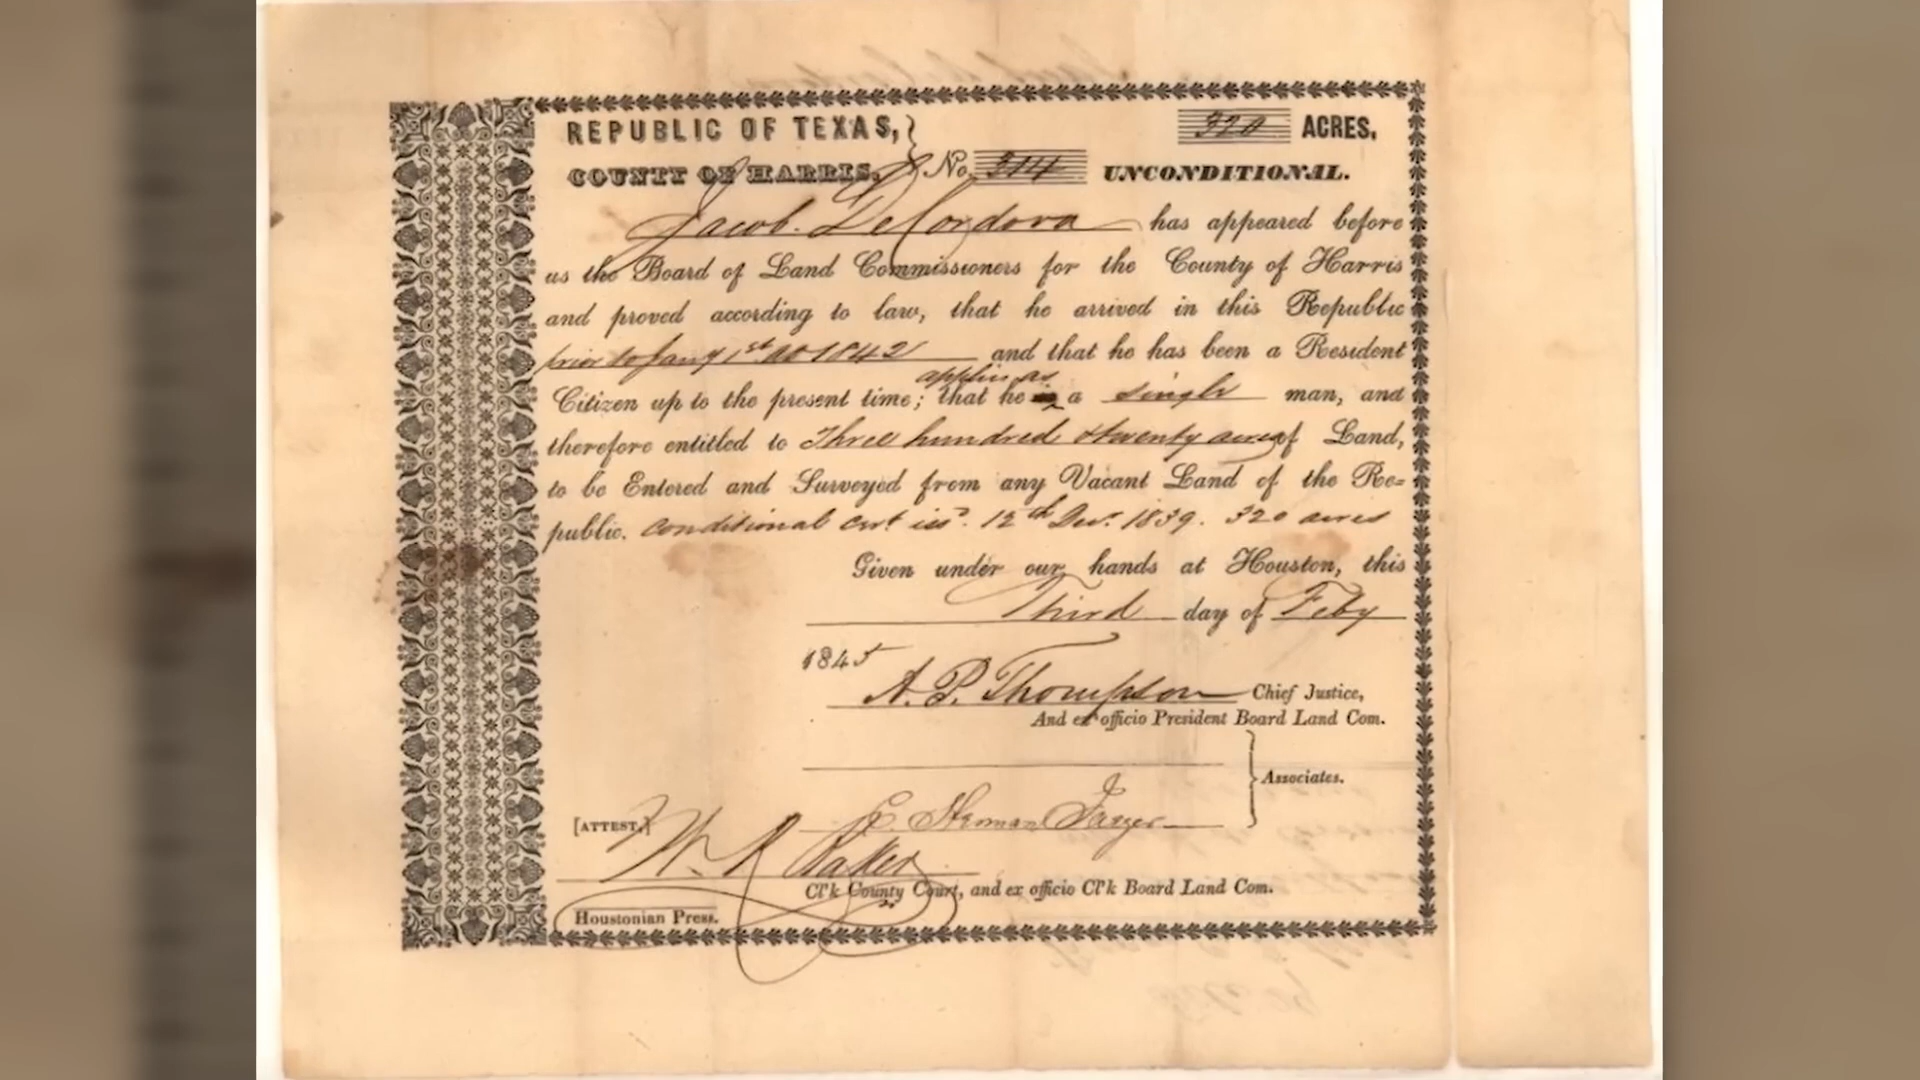 REPUBLIC OF TEXAS, } 320 ACRES,
COUNTY OF HARRIS, No. 314 UNCONDITIONAL.
Jacob. De Cordova has appeared before
us the Board of Land Commissioners for the County of Harris
and proved according to law, that he arrived in this Republic
prior to Jany 1st AD 1842 and that he has been a Resident
applies as
Citizen up to the present time; that he a single man, and
therefore entitled to Three hundred & twenty acres of Land,
to be Entered and Surveyed from any Vacant Land of the Re=
public. Conditional cert issd. 12th Decr. 1839. 320 acres
Given under our hands at Houston, this
Third day of Feby
1845
A. P. Thompson Chief Justice,
And ex officio President Board Land Com.
} Associates.
[ATTEST,] E. Herman
W R Baker
Cl'k County Court, and ex officio Cl'k Board Land Com.
Houstonian Press.